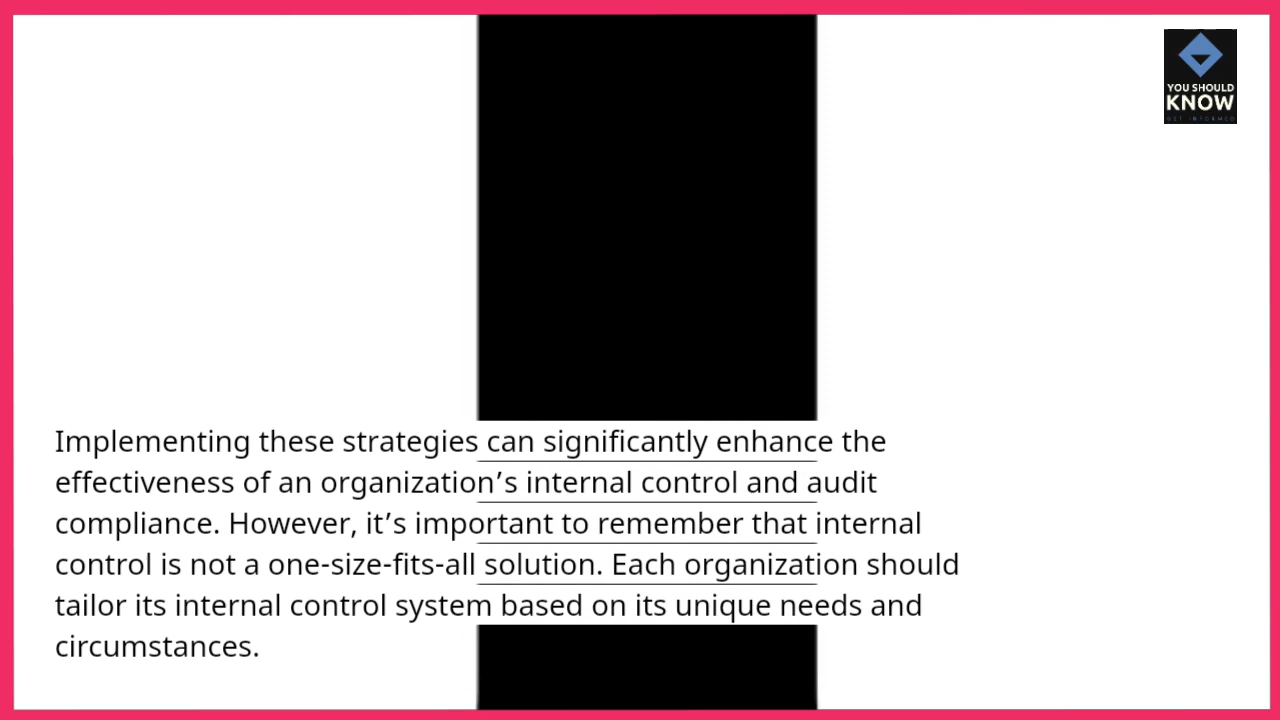 YOU SHOULD
KNOW
GET INFORMED
Implementing these strategies can significantly enhance the
effectiveness of an organization’s internal control and audit
compliance. However, it’s important to remember that internal
control is not a one-size-fits-all solution. Each organization should
tailor its internal control system based on its unique needs and
circumstances.